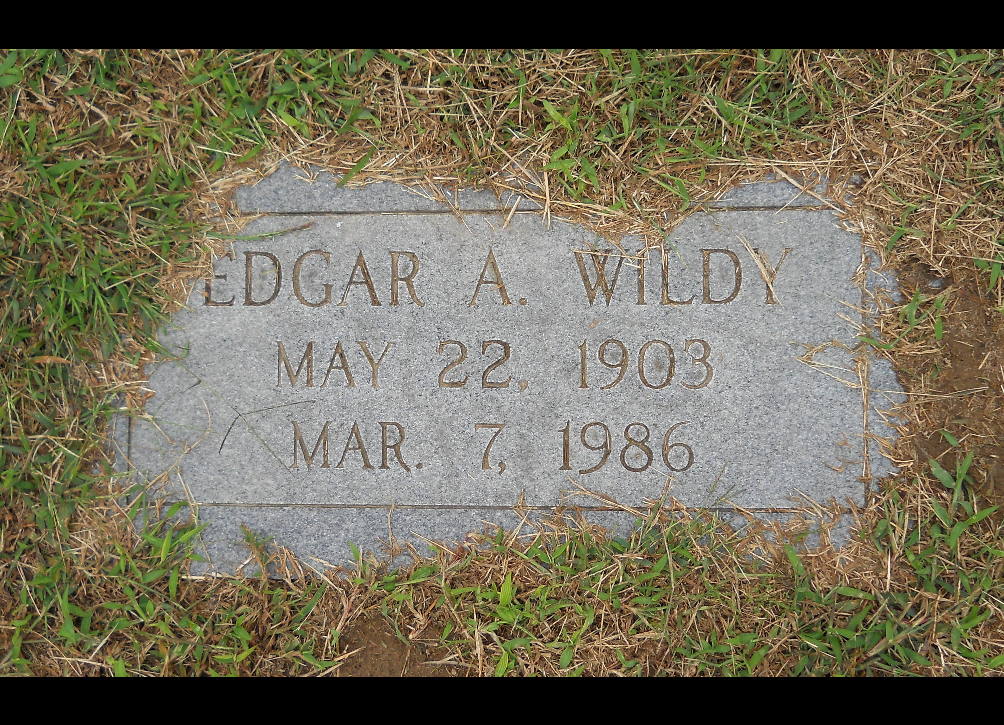 EDGAR A. WILDY
MAY 22, 1903
MAR. 7, 1986